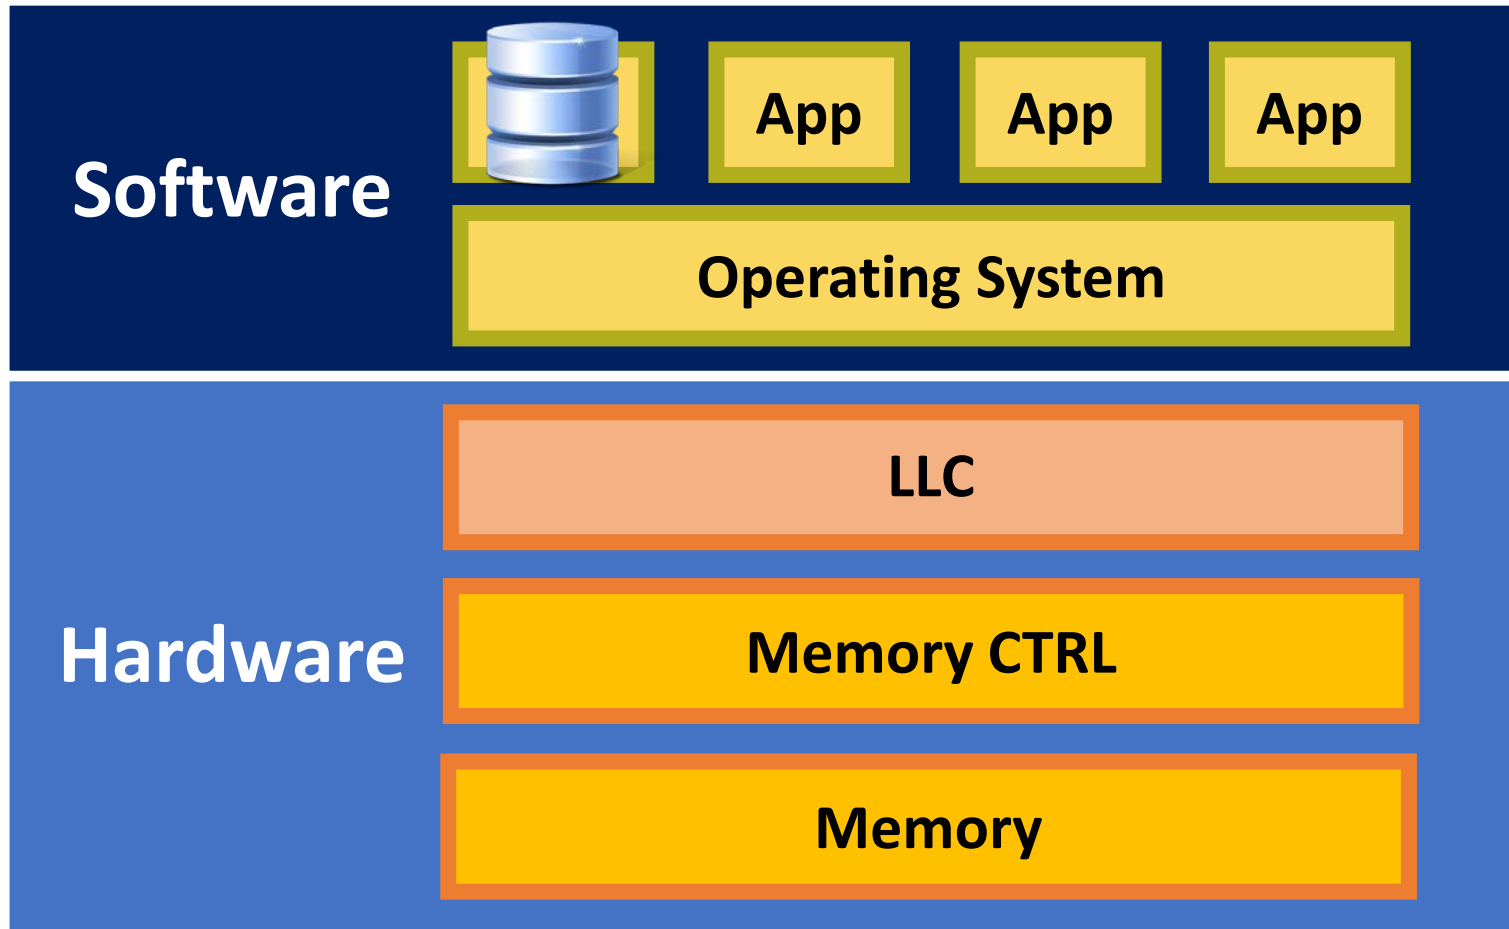 Software
App
App
App
Operating System
Hardware
LLC
Memory CTRL
Memory